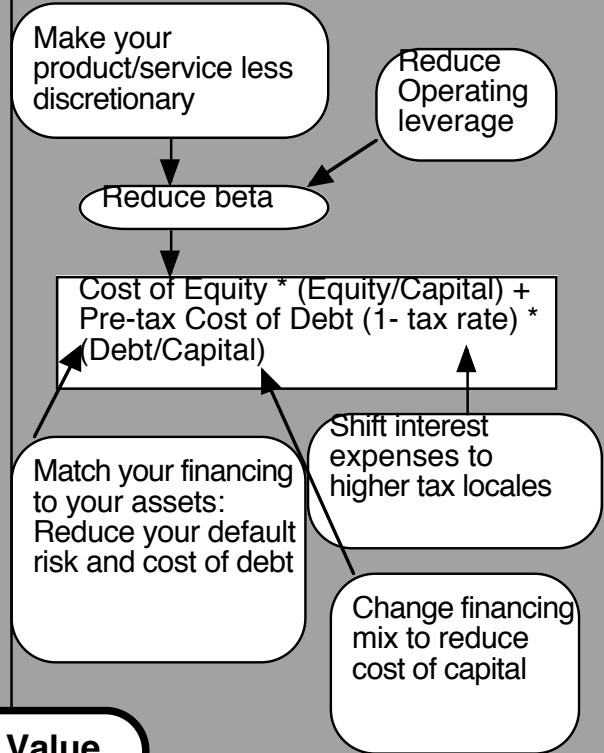 Make your
product/service less
discretionary
Reduce
Operating
leverage
Reduce beta
Cost of Equity * (Equity/Capital) +
Pre-tax Cost of Debt (1- tax rate) *
(Debt/Capital)
Shift interest
expenses to
higher tax locales
Match your financing
to your assets:
Reduce your default
risk and cost of debt
Change financing
mix to reduce
cost of capital
Value